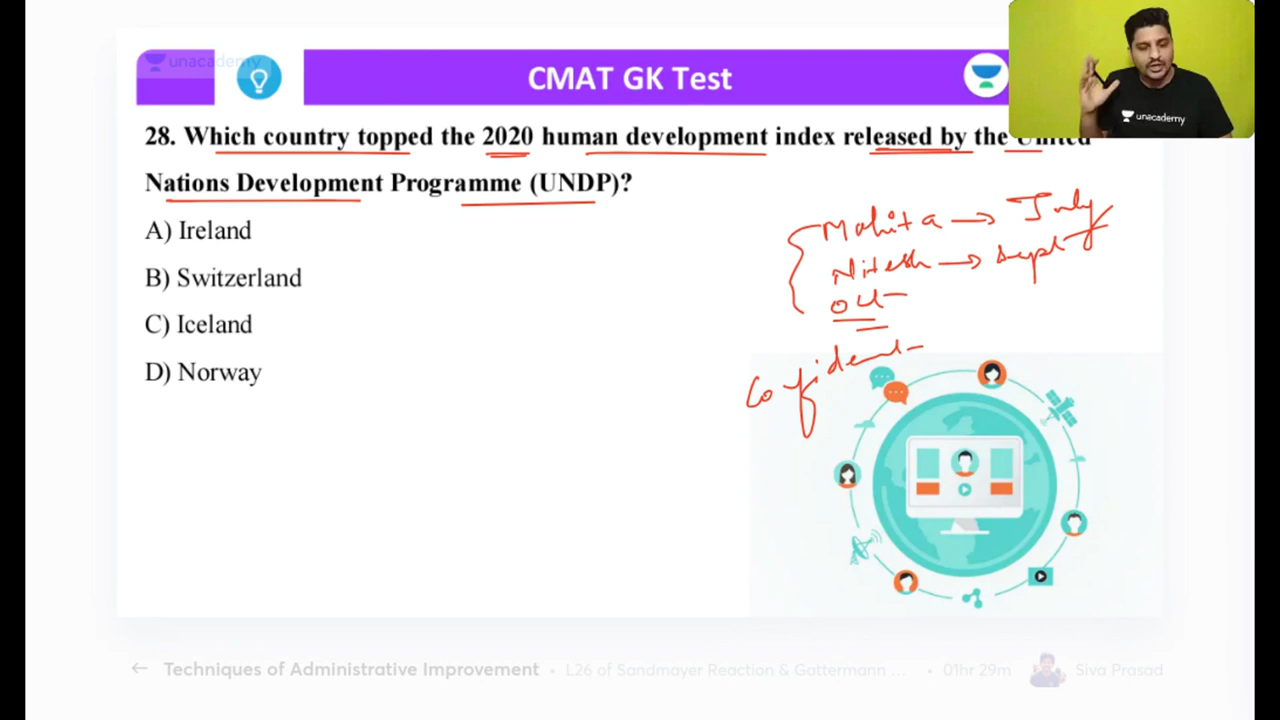 unacademy
CMAT GK Test
unacademy
28. Which country topped the 2020 human development index released by the United
Nations Development Programme (UNDP)?
A) Ireland
B) Switzerland
C) Iceland
D) Norway
Mohita → July
Nitesh → Sept
Confident
← Techniques of Administrative Improvement • L26 of Sandmayer Reaction & Gattermann ... • 01hr 29m Siva Prasad